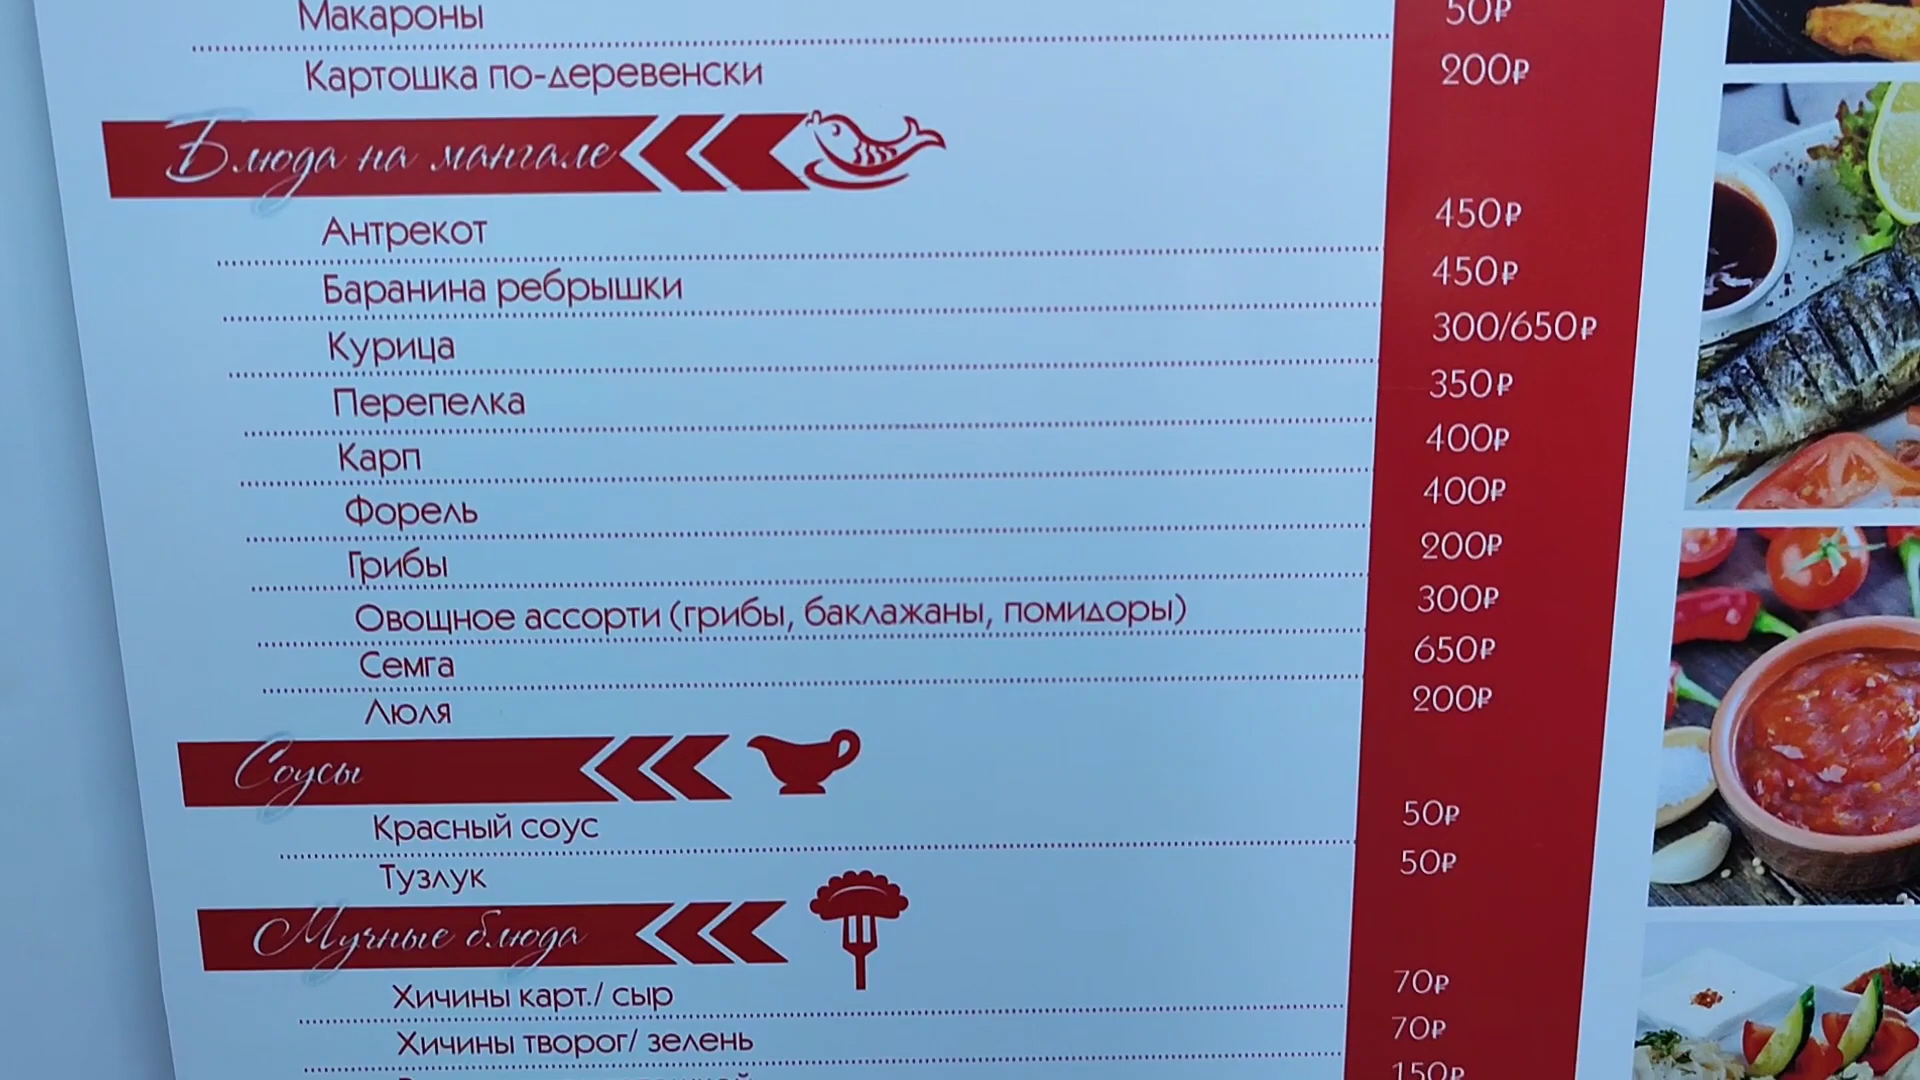 Макароны 50₽
Картошка по-деревенски 200₽
Блюда на мангале
Антрекот 450₽
Баранина ребрышки 450₽
Курица 300/650₽
Перепелка 350₽
Карп 400₽
Форель 400₽
Грибы 200₽
Овощное ассорти (грибы, баклажаны, помидоры) 300₽
Семга 650₽
Люля 200₽
Соусы
Красный соус 50₽
Тузлук 50₽
Мучные блюда
Хичины карт./ сыр 70₽
Хичины творог/ зелень 70₽
150₽